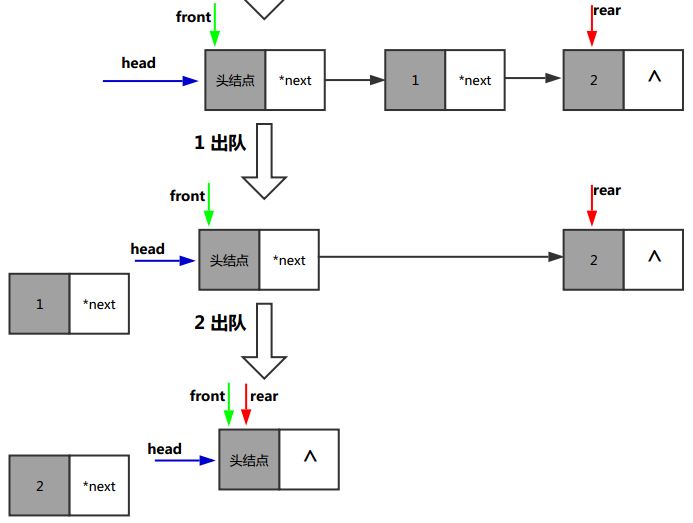 front
rear
head
头结点 *next 1 *next 2 ^
1 出队
front
rear
head
头结点 *next 2 ^
1 *next
2 出队
front rear
head
头结点 ^
2 *next